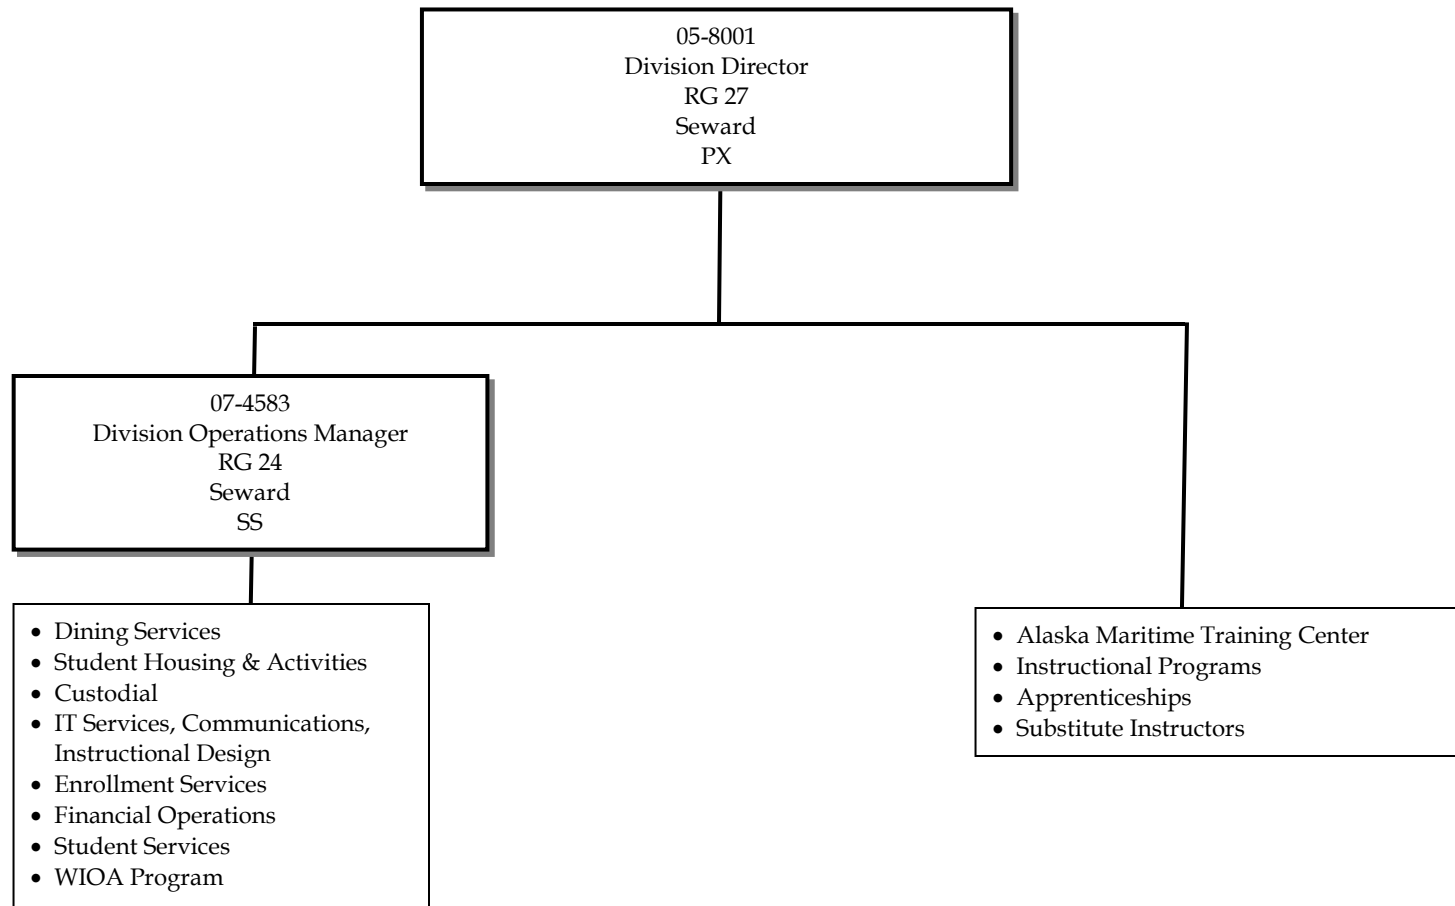 05-8001
Division Director
RG 27
Seward
PX
07-4583
Division Operations Manager
RG 24
Seward
SS
• Dining Services
• Student Housing & Activities
• Custodial
• IT Services, Communications,
Instructional Design
• Enrollment Services
• Financial Operations
• Student Services
• WIOA Program
• Alaska Maritime Training Center
• Instructional Programs
• Apprenticeships
• Substitute Instructors